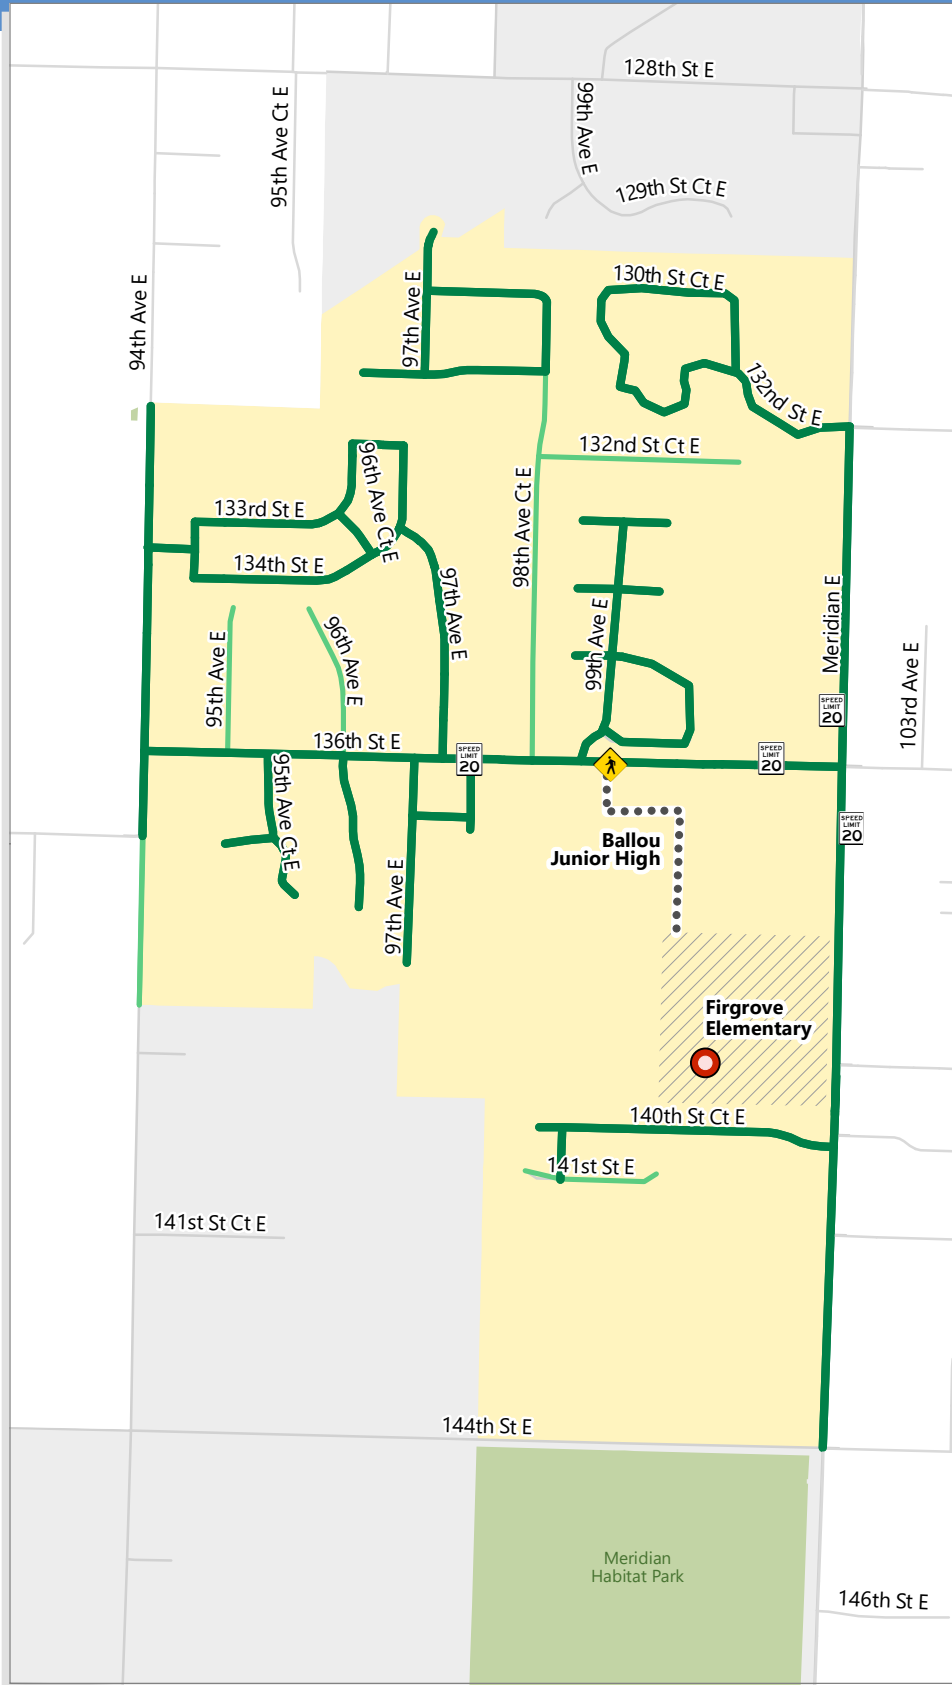 128th St E
95th Ave Ct E
99th Ave E
129th St Ct E
94th Ave E
97th Ave E
130th St Ct E
132nd St E
132nd St Ct E
96th Ave Ct E
133rd St E
98th Ave Ct E
134th St E
97th Ave E
99th Ave E
Meridian E
95th Ave E
96th Ave E
103rd Ave E
SPEED
LIMIT
20
136th St E
SPEED
LIMIT
20
SPEED
LIMIT
20
95th Ave Ct E
SPEED
LIMIT
20
Ballou
Junior High
97th Ave E
Firgrove
Elementary
140th St Ct E
141st St E
141st St Ct E
144th St E
Meridian
Habitat Park
146th St E